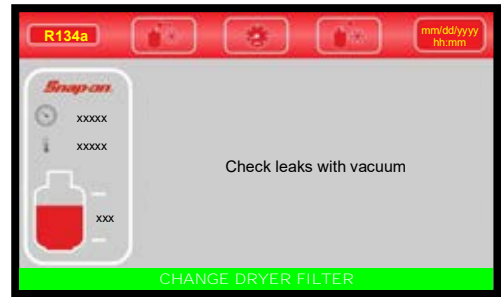 R134a
mm/dd/yyyy
hh:mm
Snap-on
xxxxx
xxxxx
xxx
Check leaks with vacuum
CHANGE DRYER FILTER